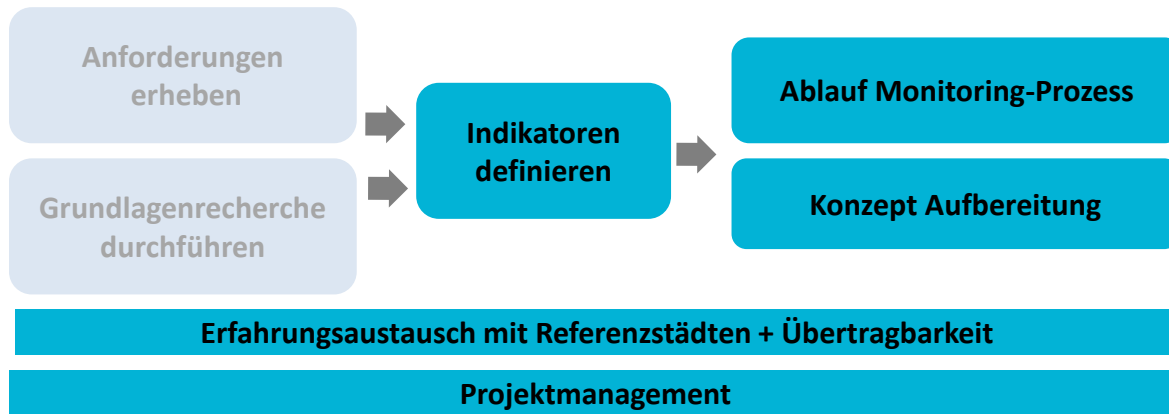 Anforderungen
erheben
Grundlagenrecherche
durchführen
Indikatoren
definieren
Ablauf Monitoring-Prozess
Konzept Aufbereitung
Erfahrungsaustausch mit Referenzstädten + Übertragbarkeit
Projektmanagement